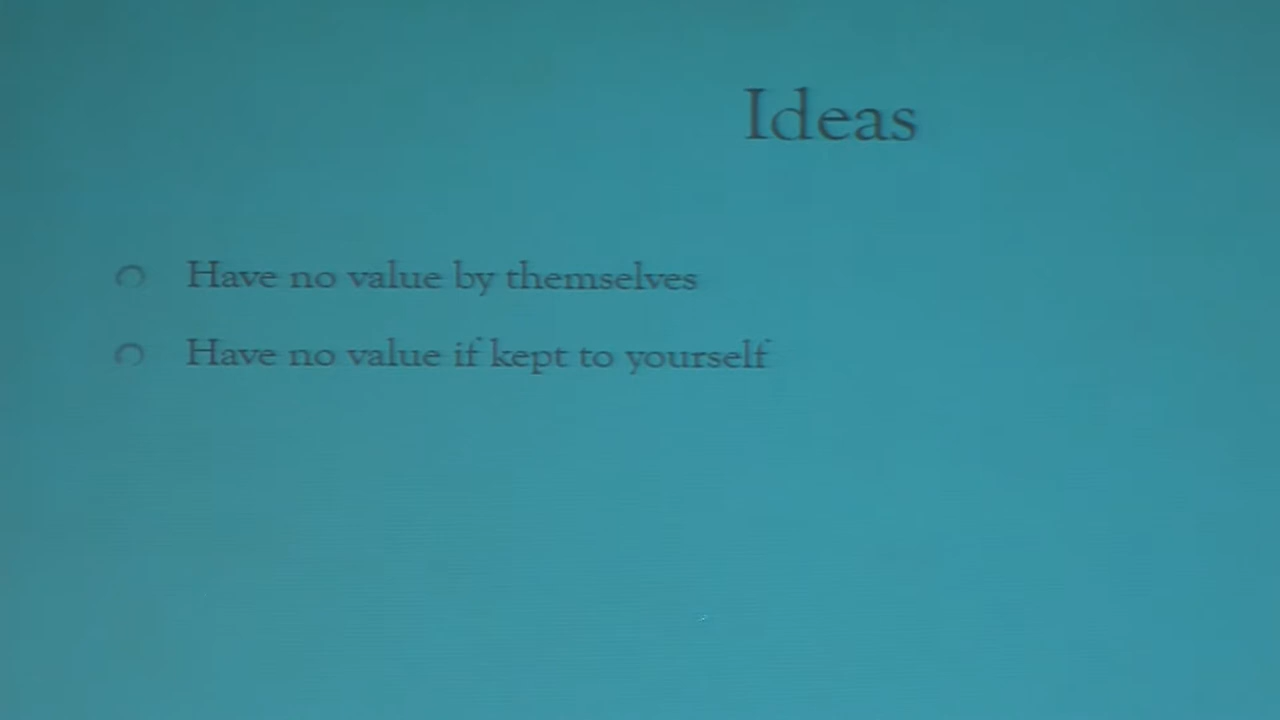 Ideas
Have no value by themselves
Have no value if kept to yourself